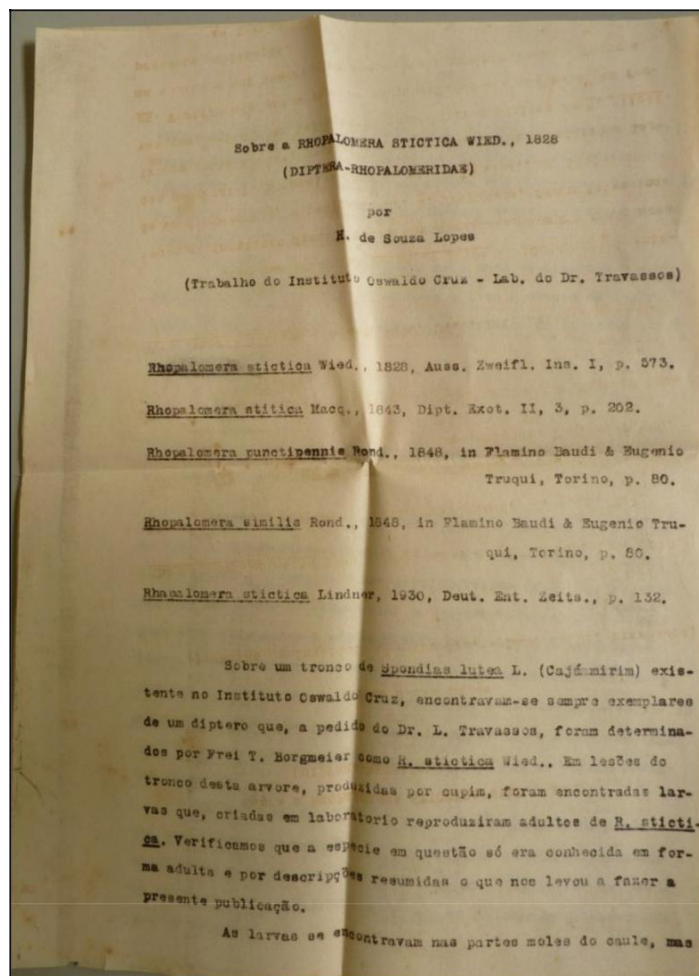 Sobre a RHOPALOMERA STICTICA WIED., 1828
(DIPTERA-RHOPALOMERIDAE)
por
H. de Souza Lopes
(Trabalho do Instituto Oswaldo Cruz - Lab. do Dr. Travassos)
Rhopalomera stictica Wied., 1828, Auss. Zweifl. Ins. I, p. 573.
Rhopalomera stitica Macq., 1843, Dipt. Exot. II, 3, p. 202.
Rhopalomera punctipennis Rond., 1848, in Flamino Baudi & Eugenio
Truqui, Torino, p. 80.
Rhopalomera similis Rond., 1848, in Flamino Baudi & Eugenio Tru-
qui, Torino, p. 80.
Rhapalomera stictica Lindner, 1930, Deut. Ent. Zeits., p. 132.
Sobre um tronco de Spondias lutea L. (Cajá-mirim) exis-
tente no Instituto Oswaldo Cruz, encontravam-se sempre exemplares
de um diptero que, a pedido do Dr. L. Travassos, foram determina-
dos por Frei T. Borgmeier como R. stictica Wied.. Em lesões do
tronco desta arvore, produzidas por cupim, foram encontradas lar-
vas que, criadas em laboratorio reproduziram adultos de R. sticti-
ca. Verificamos que a especie em questão só era conhecida em for-
ma adulta e por descripções resumidas o que nos levou a fazer a
presente publicação.
As larvas se encontravam nas partes moles do caule, mas